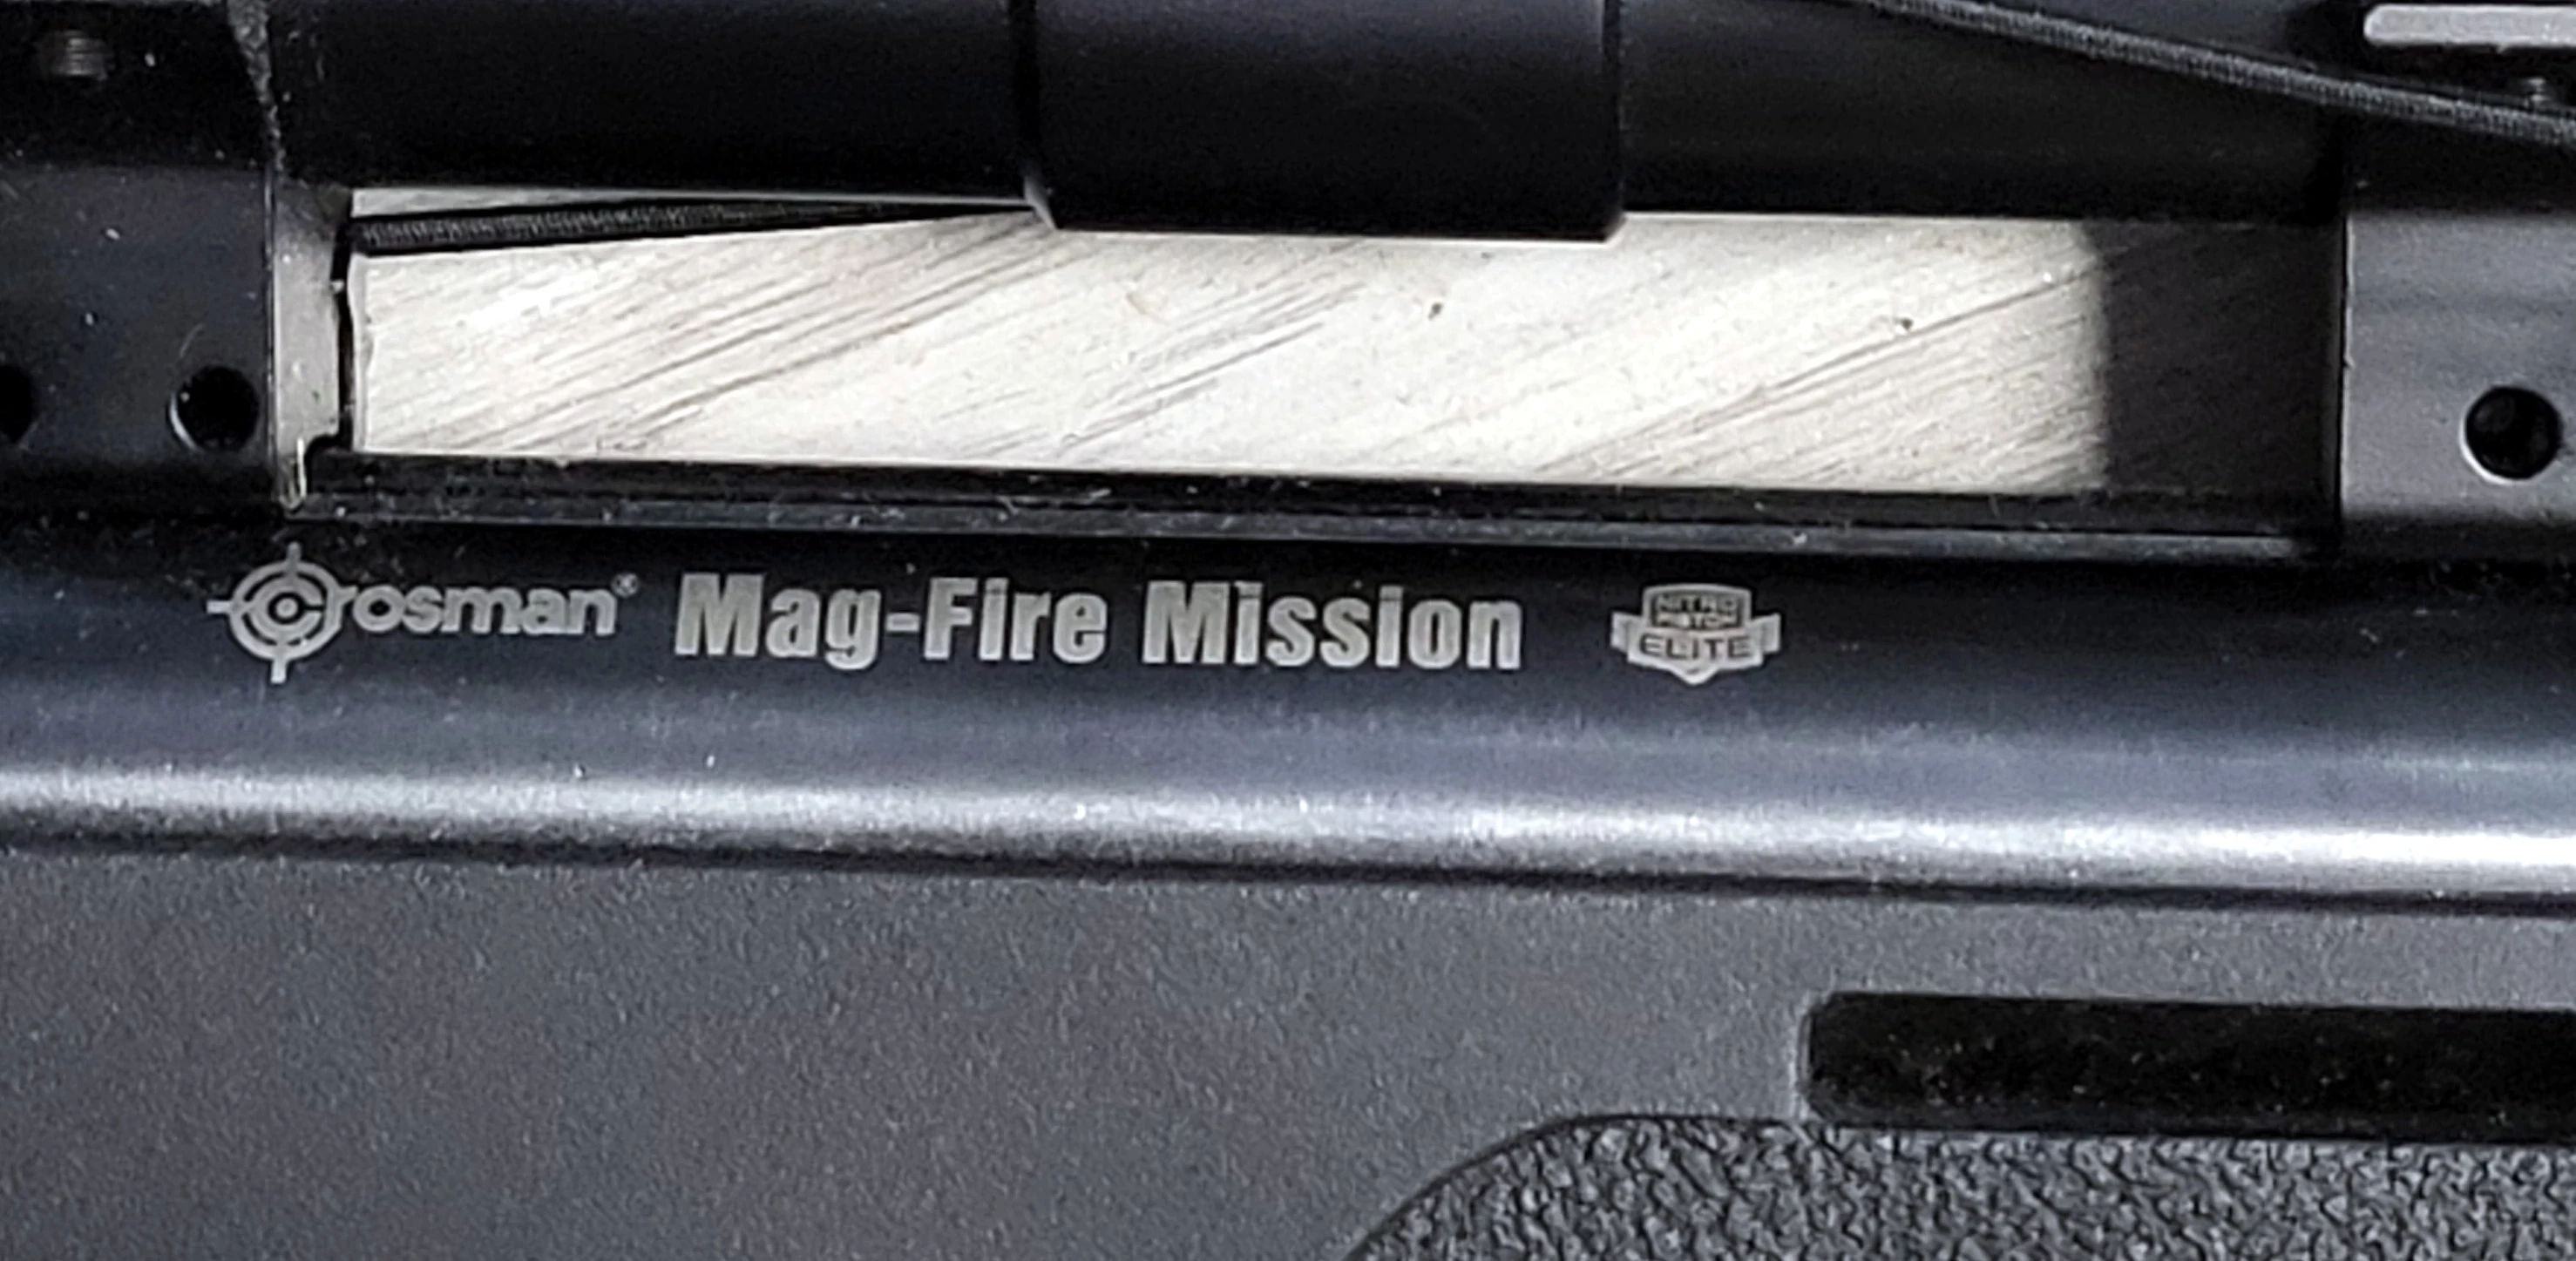 Crosman® Mag-Fire Mission
NITRO
PISTON
ELITE